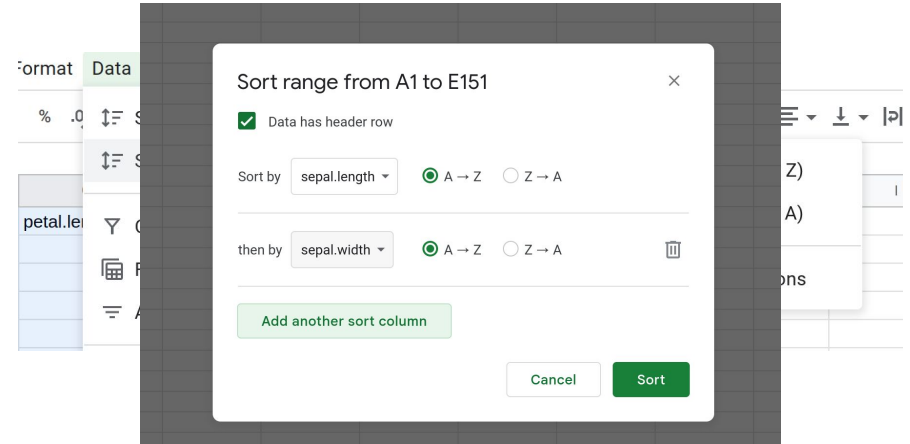 Format Data
Sort range from A1 to E151
% .0
Data has header row
Z)
Sort by sepal.length A → Z Z → A
I
A)
petal.le
then by sepal.width A → Z Z → A
ons
Add another sort column
Cancel Sort